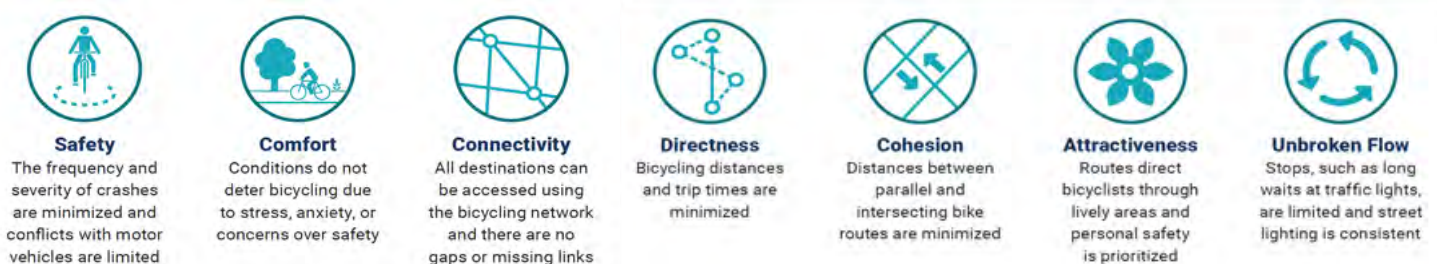 Safety
The frequency and
severity of crashes
are minimized and
conflicts with motor
vehicles are limited
Comfort
Conditions do not
deter bicycling due
to stress, anxiety, or
concerns over safety
Connectivity
All destinations can
be accessed using
the bicycling network
and there are no
gaps or missing links
Directness
Bicycling distances
and trip times are
minimized
Cohesion
Distances between
parallel and
intersecting bike
routes are minimized
Attractiveness
Routes direct
bicyclists through
lively areas and
personal safety
is prioritized
Unbroken Flow
Stops, such as long
waits at traffic lights,
are limited and street
lighting is consistent